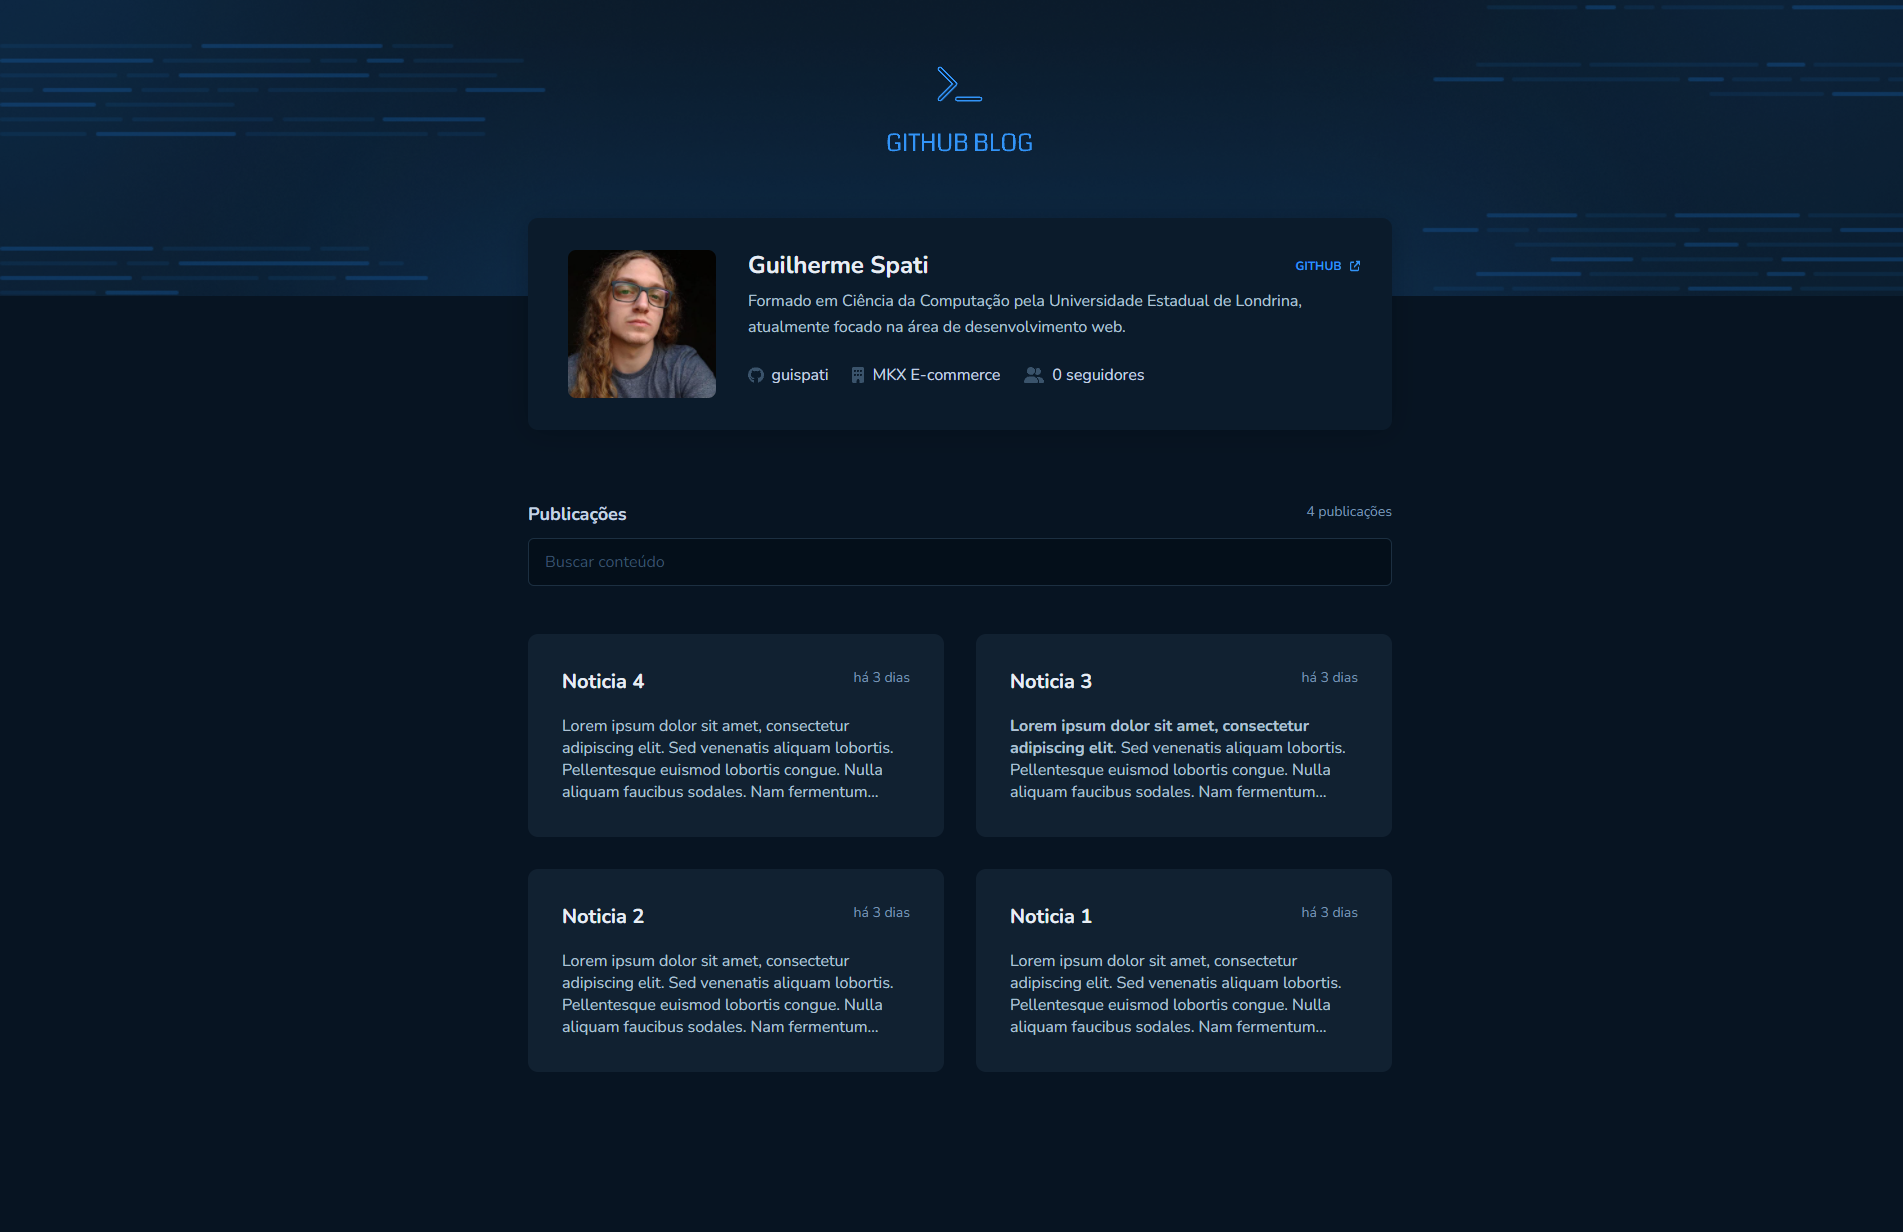 GITHUB BLOG
Guilherme Spati
GITHUB
Formado em Ciência da Computação pela Universidade Estadual de Londrina,
atualmente focado na área de desenvolvimento web.
guispati MKX E-commerce 0 seguidores
Publicações
4 publicações
Buscar conteúdo
Noticia 4
há 3 dias
Lorem ipsum dolor sit amet, consectetur
adipiscing elit. Sed venenatis aliquam lobortis.
Pellentesque euismod lobortis congue. Nulla
aliquam faucibus sodales. Nam fermentum...
Noticia 3
há 3 dias
Lorem ipsum dolor sit amet, consectetur
adipiscing elit. Sed venenatis aliquam lobortis.
Pellentesque euismod lobortis congue. Nulla
aliquam faucibus sodales. Nam fermentum...
Noticia 2
há 3 dias
Lorem ipsum dolor sit amet, consectetur
adipiscing elit. Sed venenatis aliquam lobortis.
Pellentesque euismod lobortis congue. Nulla
aliquam faucibus sodales. Nam fermentum...
Noticia 1
há 3 dias
Lorem ipsum dolor sit amet, consectetur
adipiscing elit. Sed venenatis aliquam lobortis.
Pellentesque euismod lobortis congue. Nulla
aliquam faucibus sodales. Nam fermentum...